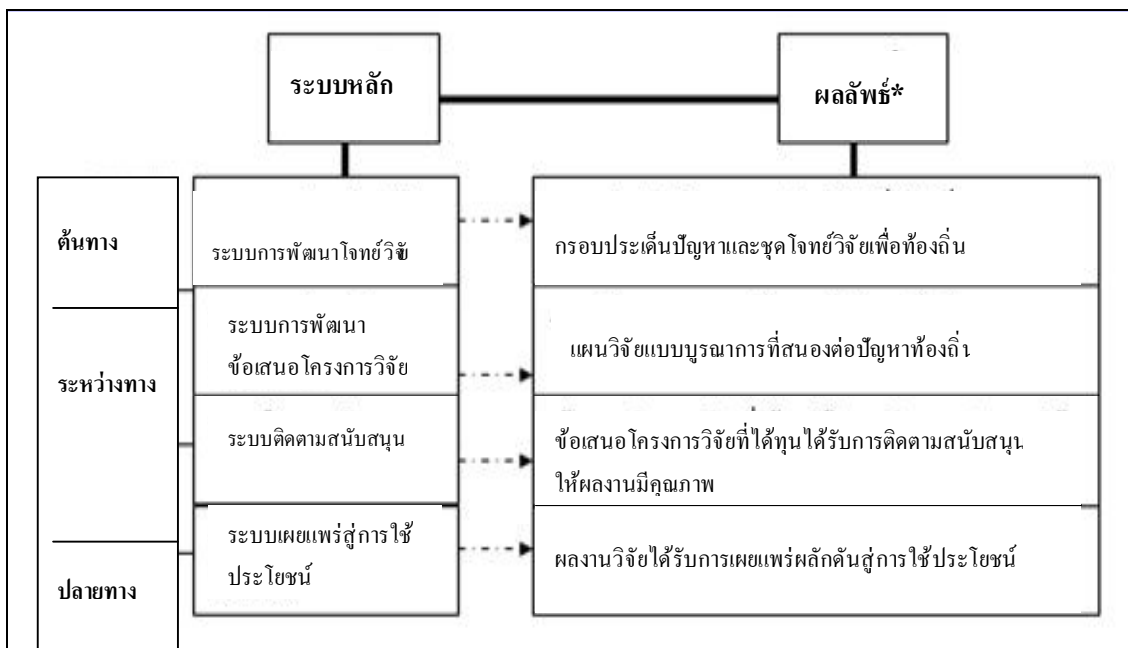 ระบบหลัก
ผลลัพธ์*
ต้นทาง
ระบบการพัฒนาโจทย์วิจัย
กรอบประเด็นปัญหาและชุดโจทย์วิจัยเพื่อท้องถิ่น
ระหว่างทาง
ระบบการพัฒนา
ข้อเสนอโครงการวิจัย
แผนวิจัยแบบบูรณาการที่สนองต่อปัญหาท้องถิ่น
ระบบติดตามสนับสนุน
ข้อเสนอโครงการวิจัยที่ได้ทุนได้รับการติดตามสนับสนุน
ให้ผลงานมีคุณภาพ
ปลายทาง
ระบบเผยแพร่สู่การใช้
ประโยชน์
ผลงานวิจัยได้รับการเผยแพร่ผลักดันสู่การใช้ประโยชน์